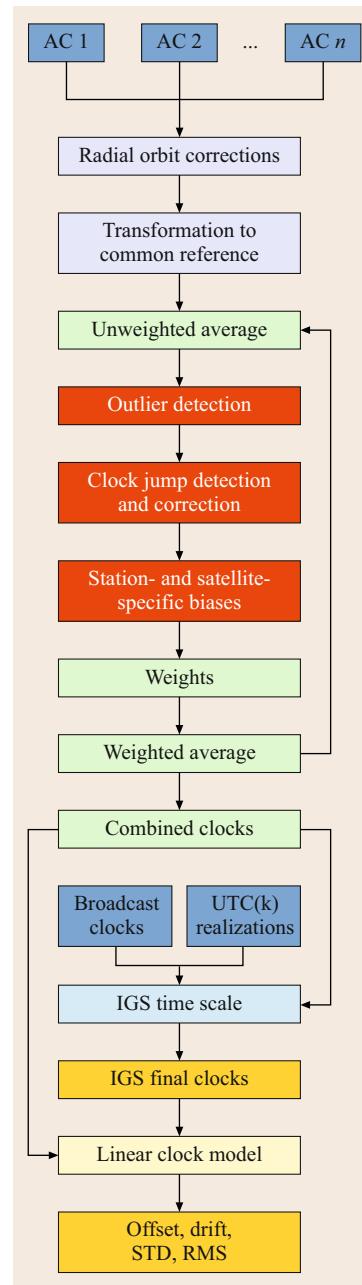 AC 1
AC 2
...
AC n
Radial orbit corrections
Transformation to
common reference
Unweighted average
Outlier detection
Clock jump detection
and correction
Station- and satellite-
specific biases
Weights
Weighted average
Combined clocks
Broadcast
clocks
UTC(k)
realizations
IGS time scale
IGS final clocks
Linear clock model
Offset, drift,
STD, RMS